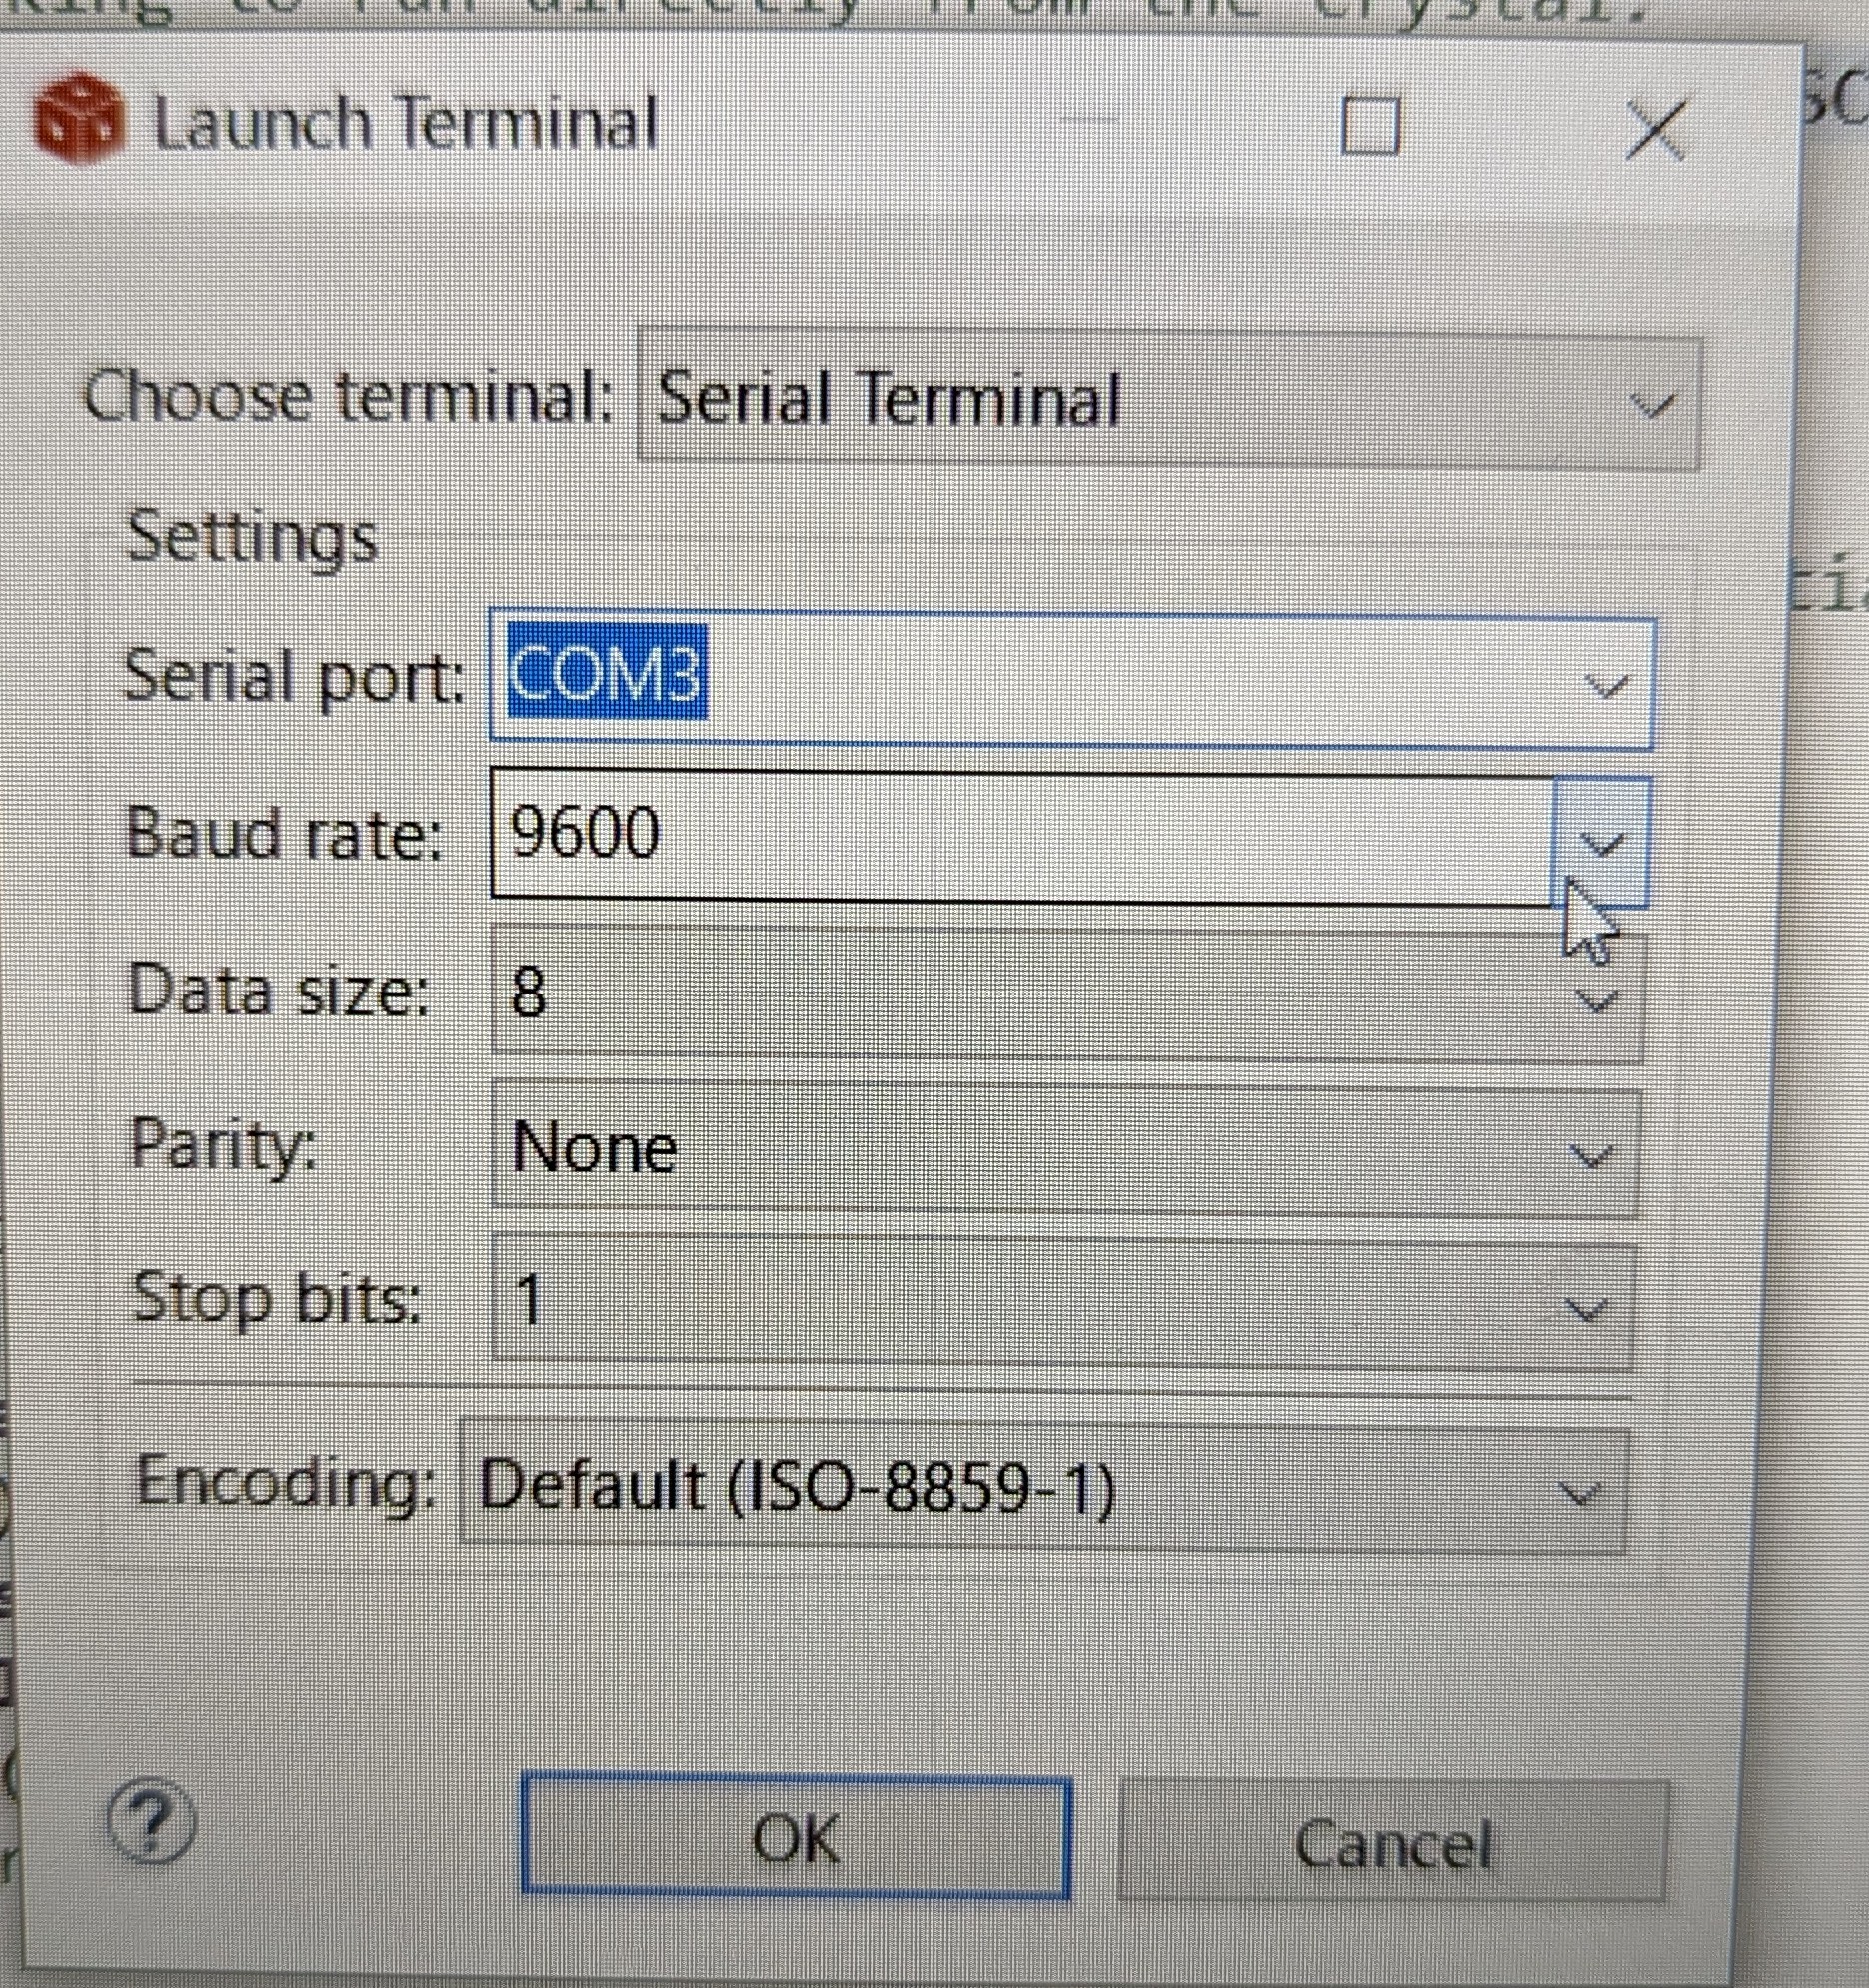 to run directly from the crystal.
Launch Terminal
Choose terminal: Serial Terminal
Settings
Serial port: COM3
Baud rate: 9600
Data size: 8
Parity: None
Stop bits: 1
Encoding: Default (ISO-8859-1)
?
OK Cancel